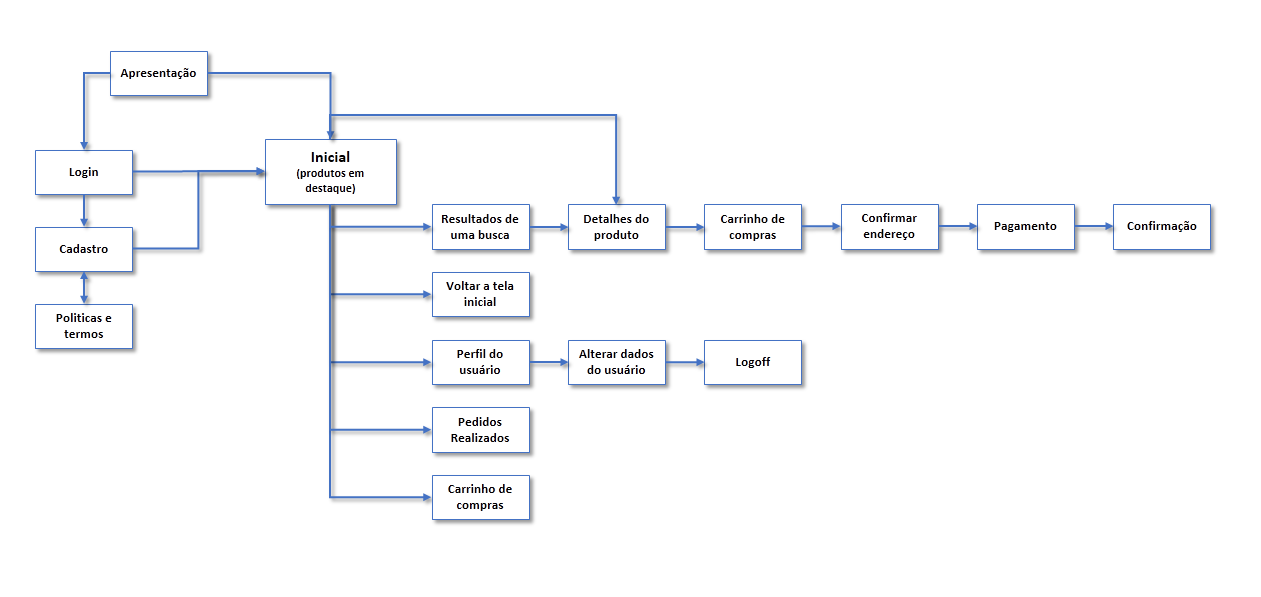 Apresentação
Login
Inicial
(produtos em
destaque)
Cadastro
Politicas e
termos
Resultados de
uma busca
Detalhes do
produto
Carrinho de
compras
Confirmar
endereço
Pagamento
Confirmação
Voltar a tela
inicial
Perfil do
usuário
Alterar dados
do usuário
Logoff
Pedidos
Realizados
Carrinho de
compras